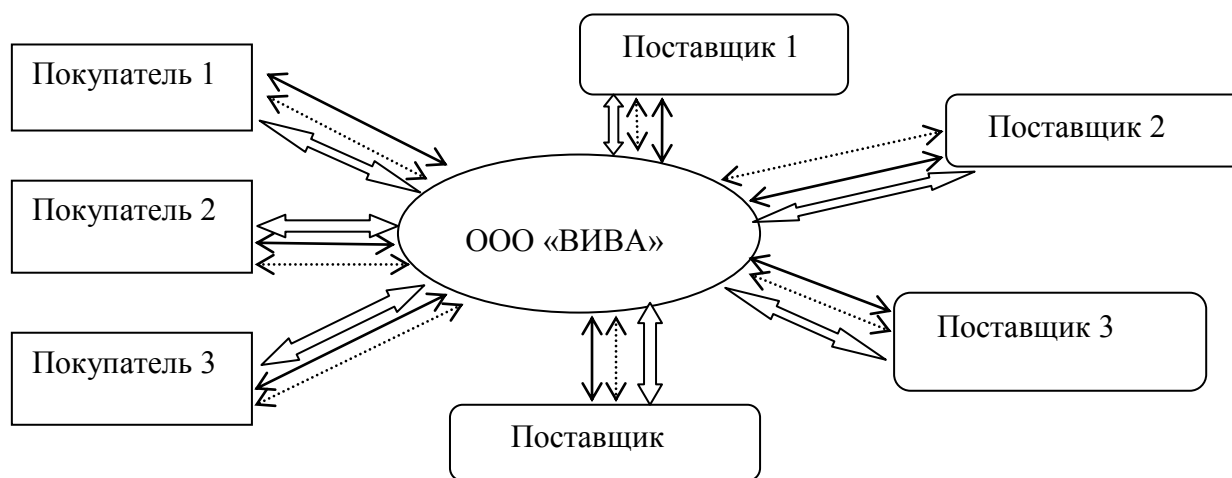 Поставщик 1
Покупатель 1
Поставщик 2
Покупатель 2
ООО «ВИВА»
Поставщик 3
Покупатель 3
Поставщик